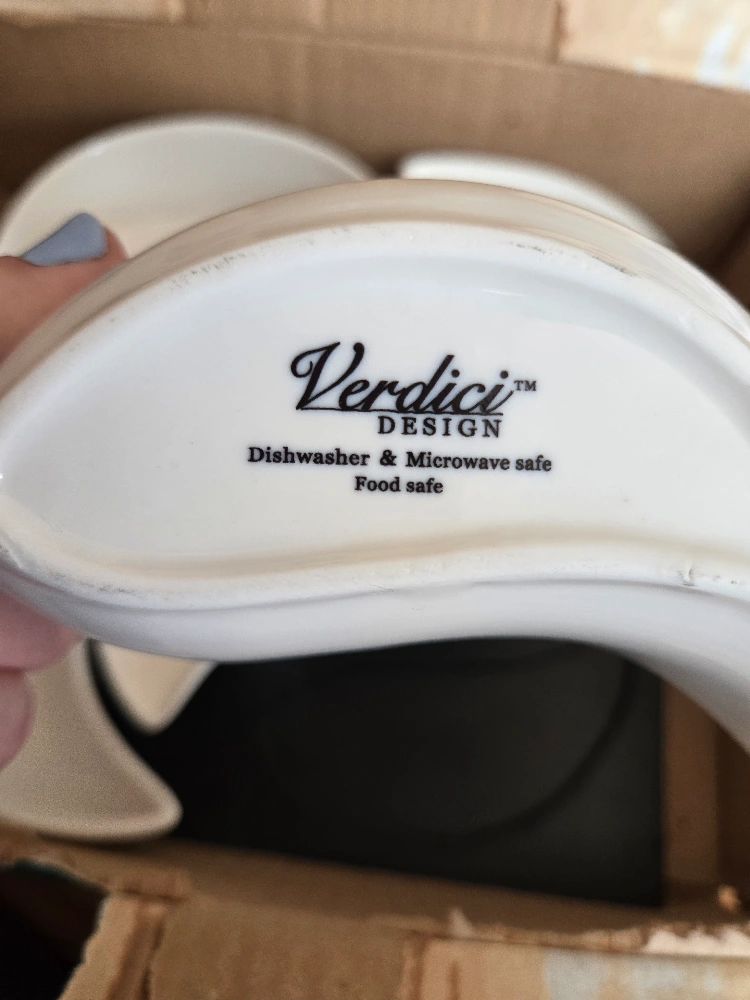 Verdici™
DESIGN
Dishwasher & Microwave safe
Food safe